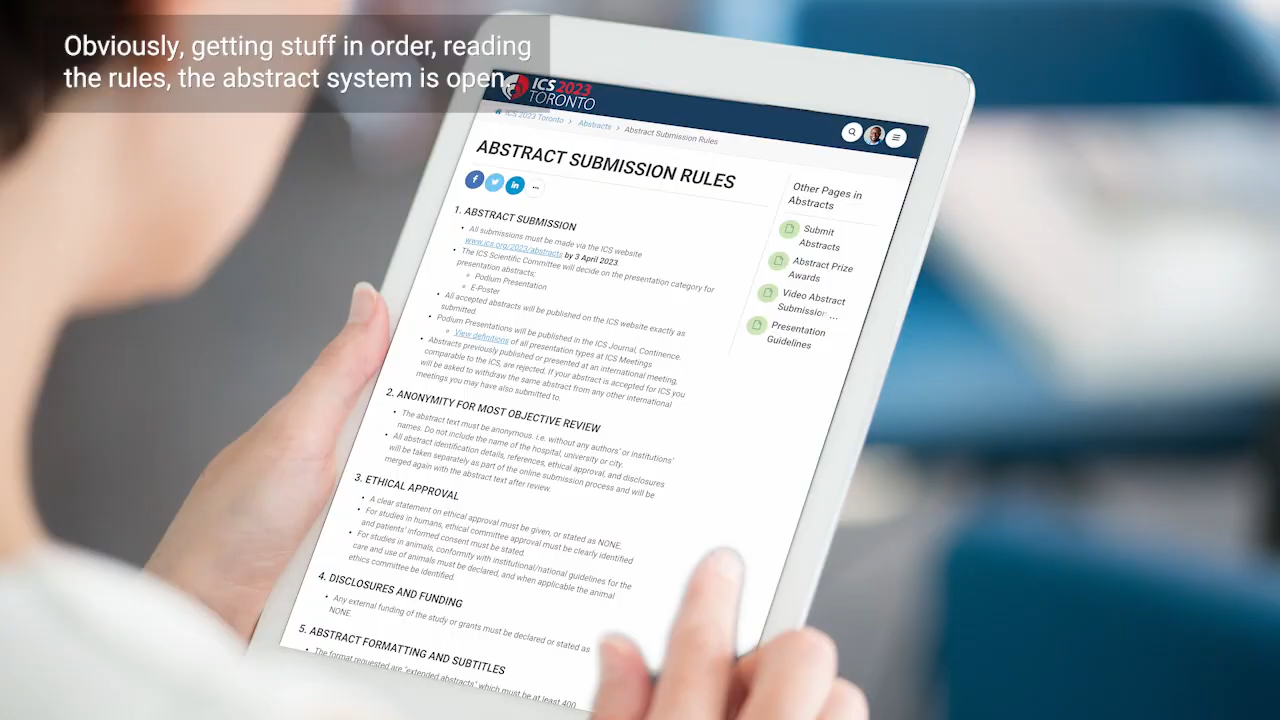 Obviously, getting stuff in order, reading
the rules, the abstract system is open.
ICS 2023
TORONTO
ICS 2023 Toronto > Abstracts > Abstract Submission Rules
ABSTRACT SUBMISSION RULES
1. ABSTRACT SUBMISSION
All submissions must be made via the ICS website
www.ics.org/2023/abstracts by 3 April 2023.
The ICS Scientific Committee will decide on the presentation category for
presentation abstracts;
Podium Presentation
E-Poster
All accepted abstracts will be published on the ICS website exactly as
submitted
Podium Presentations will be published in the ICS Journal, Continence.
View definitions of all presentation types at ICS Meetings
Abstracts previously published or presented at an international meeting,
comparable to the ICS, are rejected. If your abstract is accepted for ICS you
will be asked to withdraw the same abstract from any other international
meetings you may have also submitted to.
2. ANONYMITY FOR MOST OBJECTIVE REVIEW
The abstract text must be anonymous. i.e. without any authors' or institutions'
names. Do not include the name of the hospital, university or city.
All abstract identification details, references, ethical approval, and disclosures
will be taken separately as part of the online submission process and will be
merged again with the abstract text after review.
3. ETHICAL APPROVAL
A clear statement on ethical approval must be given, or stated as NONE.
For studies in humans, ethical committee approval must be clearly identified
and patients' informed consent must be stated.
For studies in animals, conformity with institutional/national guidelines for the
care and use of animals must be declared, and when applicable the animal
ethics committee be identified.
4. DISCLOSURES AND FUNDING
Any external funding of the study or grants must be declared or stated as
NONE.
5. ABSTRACT FORMATTING AND SUBTITLES
The format requested are "extended abstracts" which must be at least 400
Other Pages in
Abstracts
Submit
Abstracts
Abstract Prize
Awards
Video Abstract
Submission ...
Presentation
Guidelines